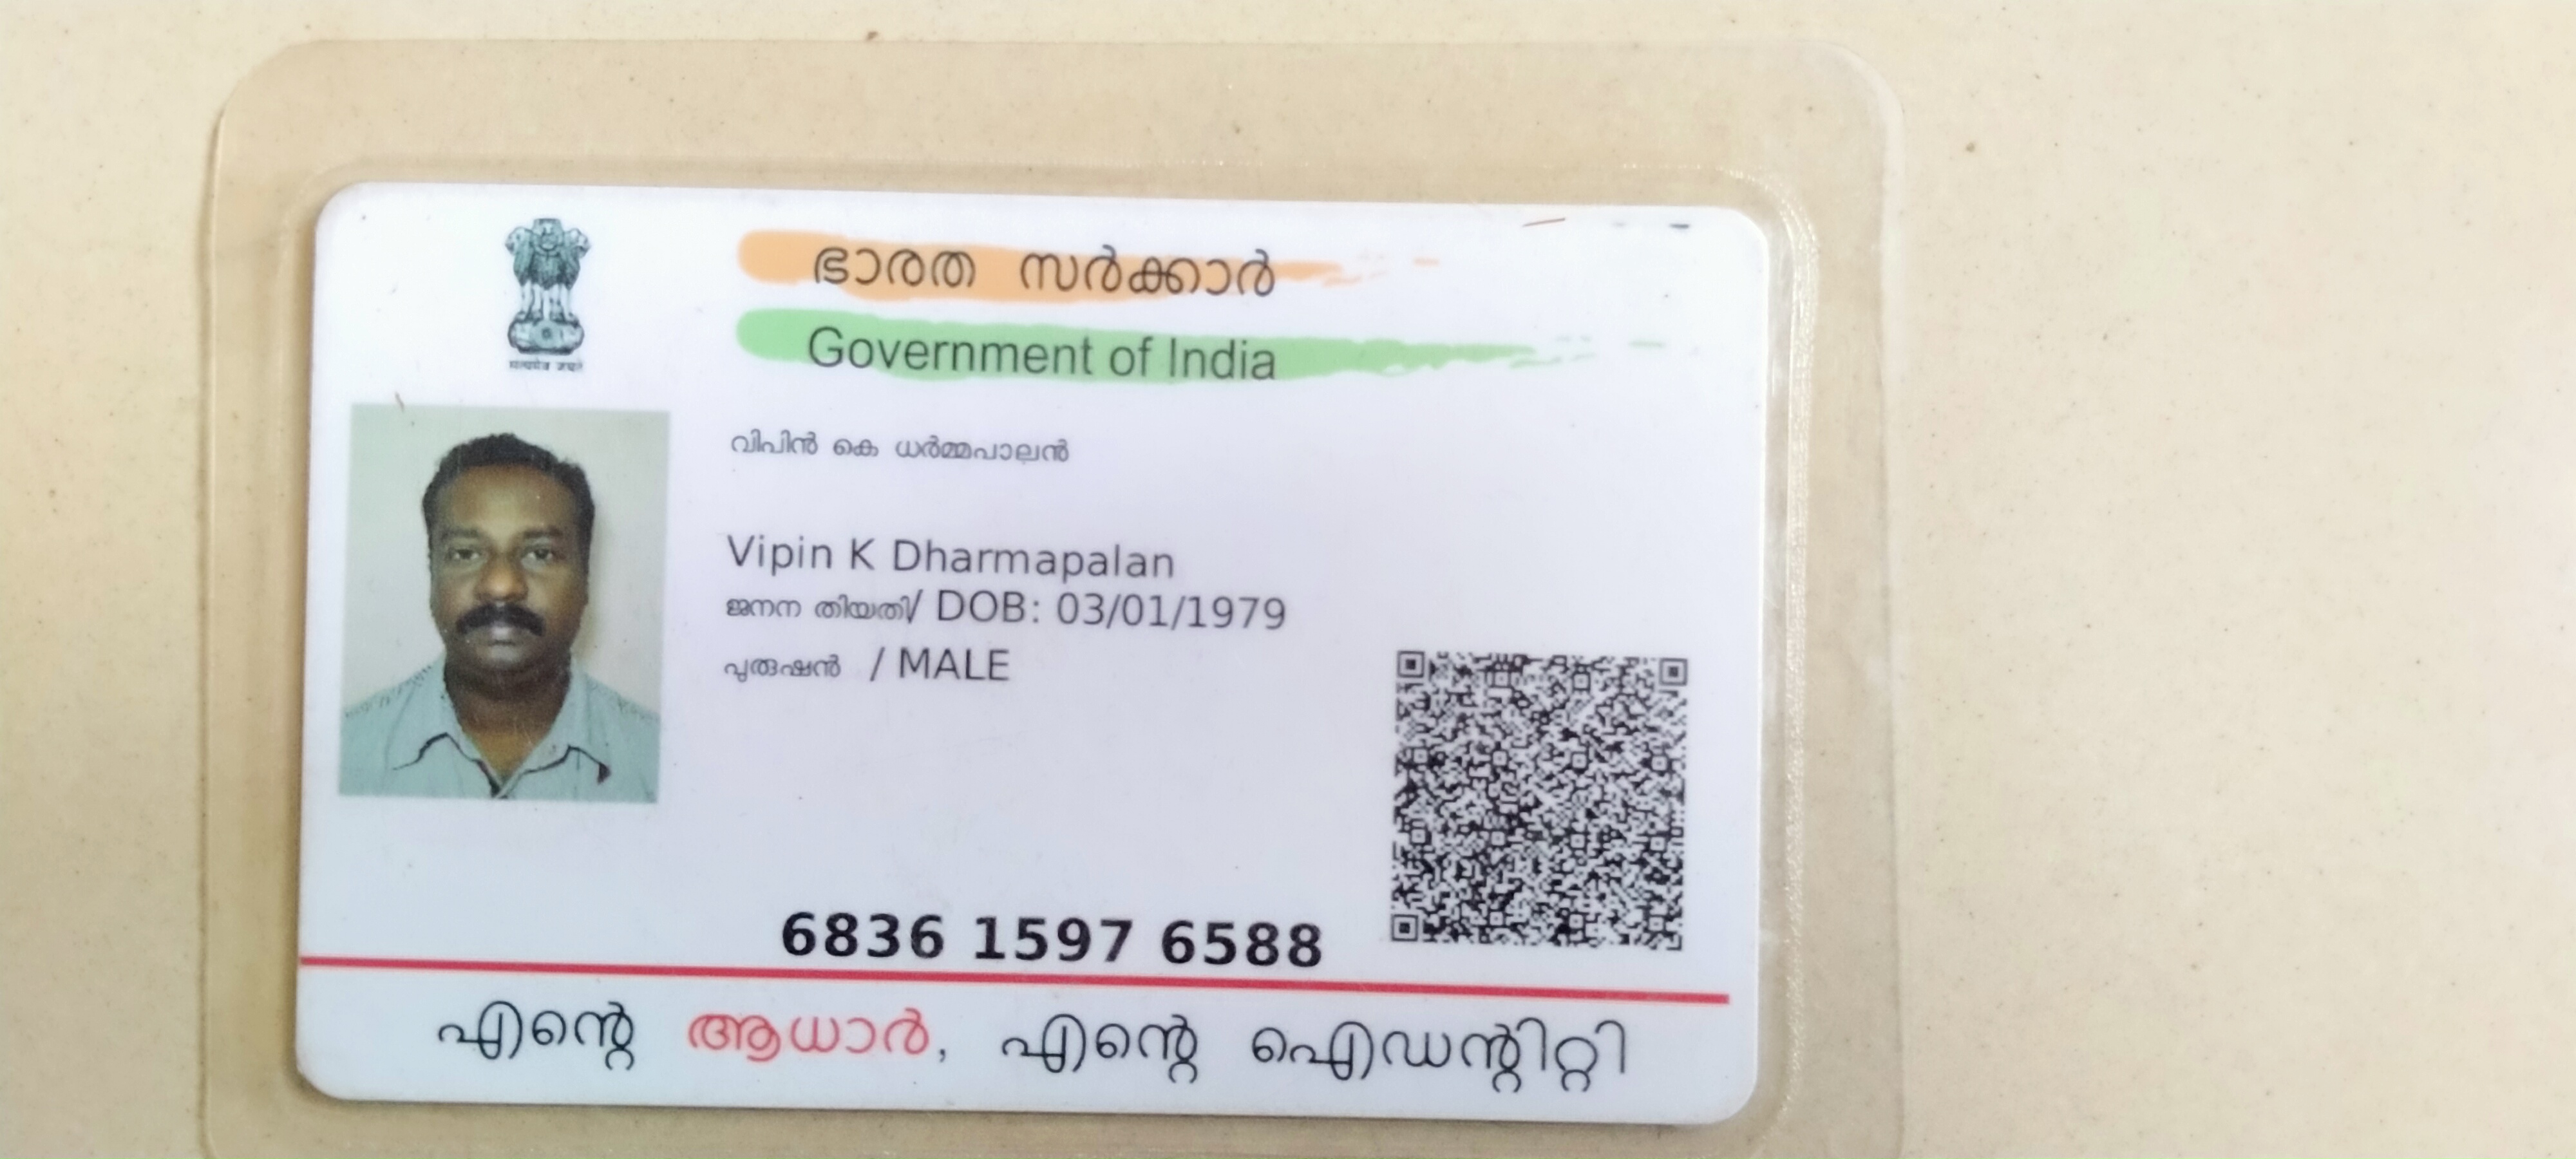 ഭാരത സർക്കാർ
Government of India
വിപിൻ കെ ധർമ്മപാലൻ
Vipin K Dharmapalan
ജനന തിയതി/ DOB: 03/01/1979
പുരുഷൻ / MALE
6836 1597 6588
എന്റെ ആധാർ, എന്റെ ഐഡന്റിറ്റി